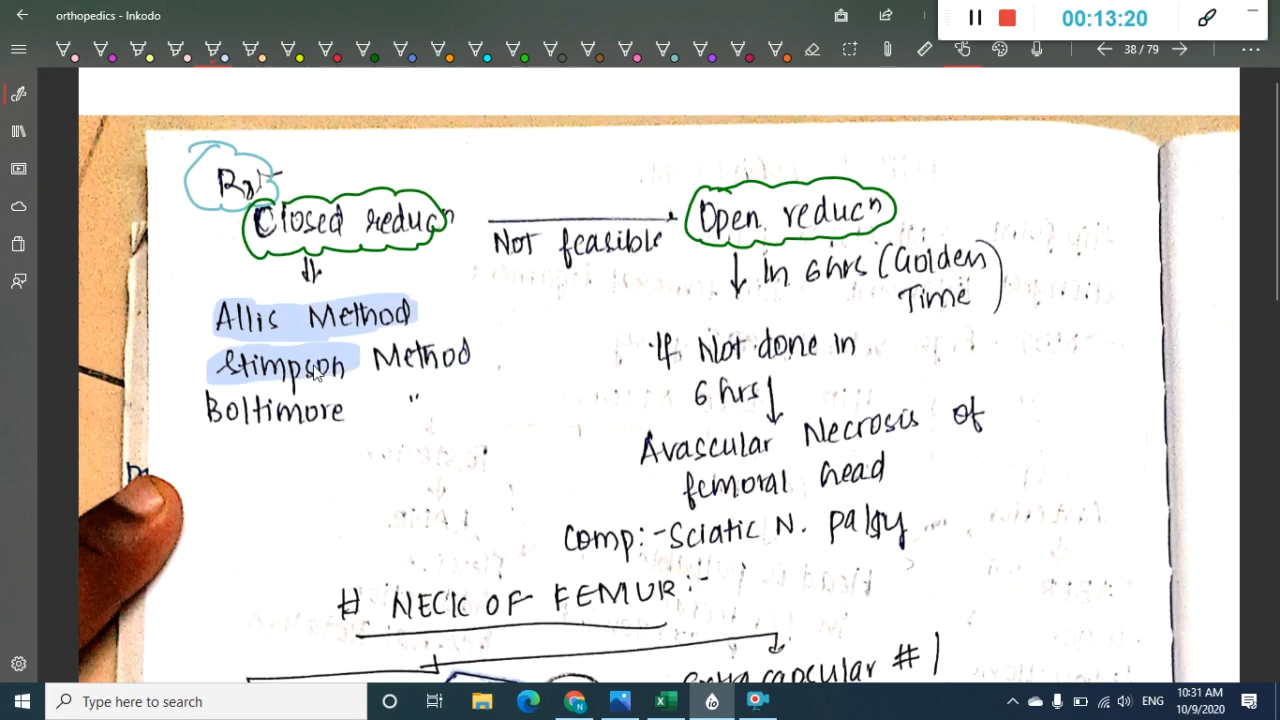 orthopedics - Inkodo
00:13:20
38 / 79
Closed reducn
Not feasible
Open reducn
In 6hrs (Golden
Time)
Allis Method
Stimpson Method
Boltimore "
If Not done in
6 hrs
Avascular Necrosis of
femoral head
Comp:- Sciatic N. palsy
# NECK OF FEMUR:-
capsular #
Type here to search
ENG
10:31 AM
10/9/2020